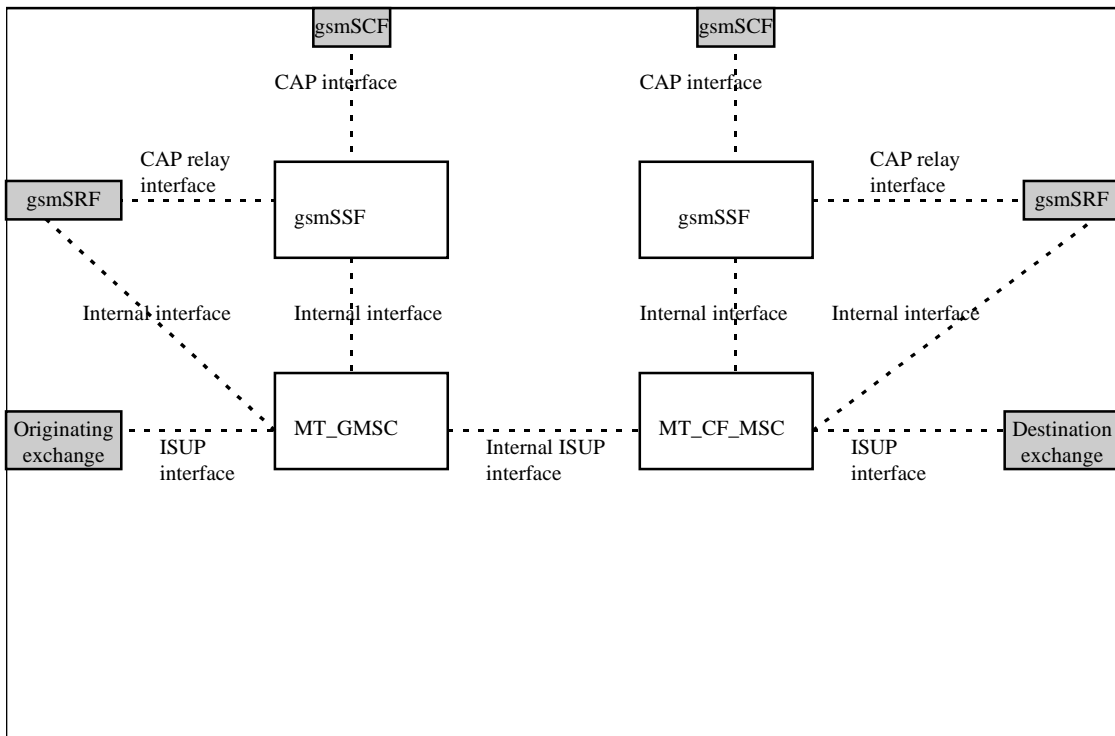 gsmSCF
gsmSCF
CAP interface
CAP interface
CAP relay
interface
CAP relay
interface
gsmSRF
gsmSSF
gsmSSF
gsmSRF
Internal interface
Internal interface
Internal interface
Internal interface
Originating
exchange
ISUP
interface
MT_GMSC
Internal ISUP
interface
MT_CF_MSC
ISUP
interface
Destination
exchange